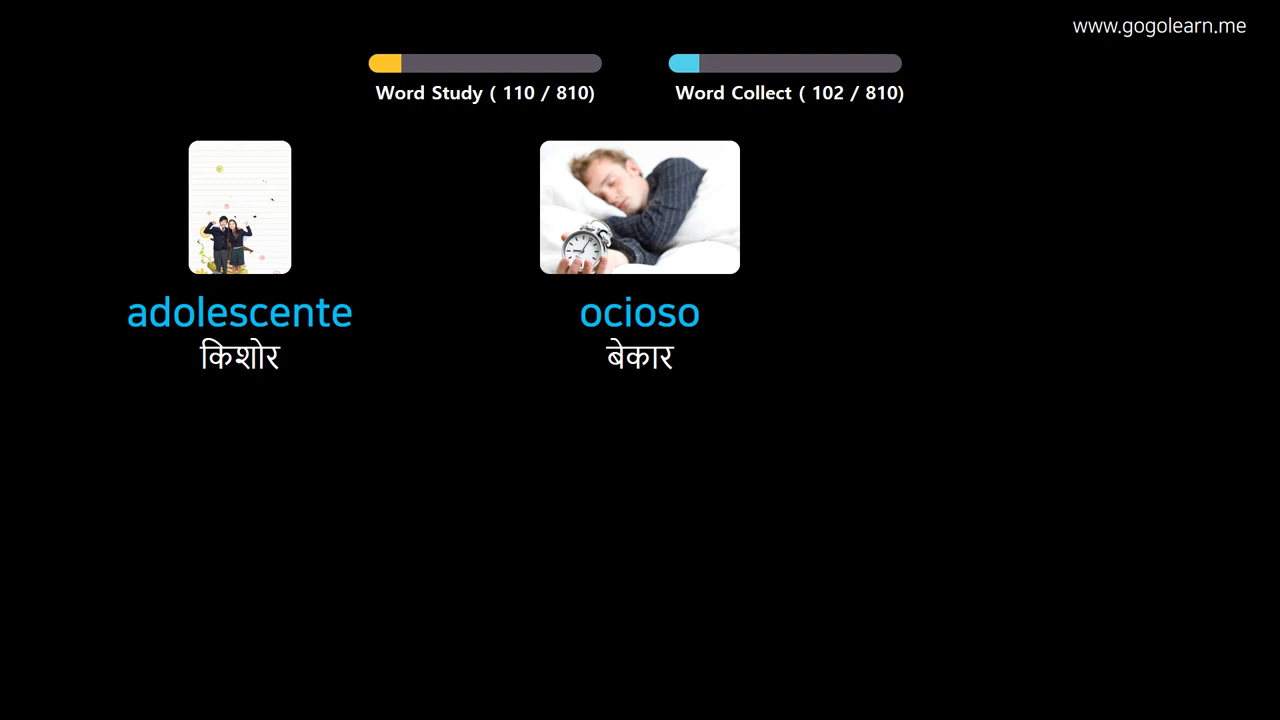 www.gogolearn.me
Word Study ( 110 / 810)
Word Collect ( 102 / 810)
adolescente
किशोर
ocioso
बेकार